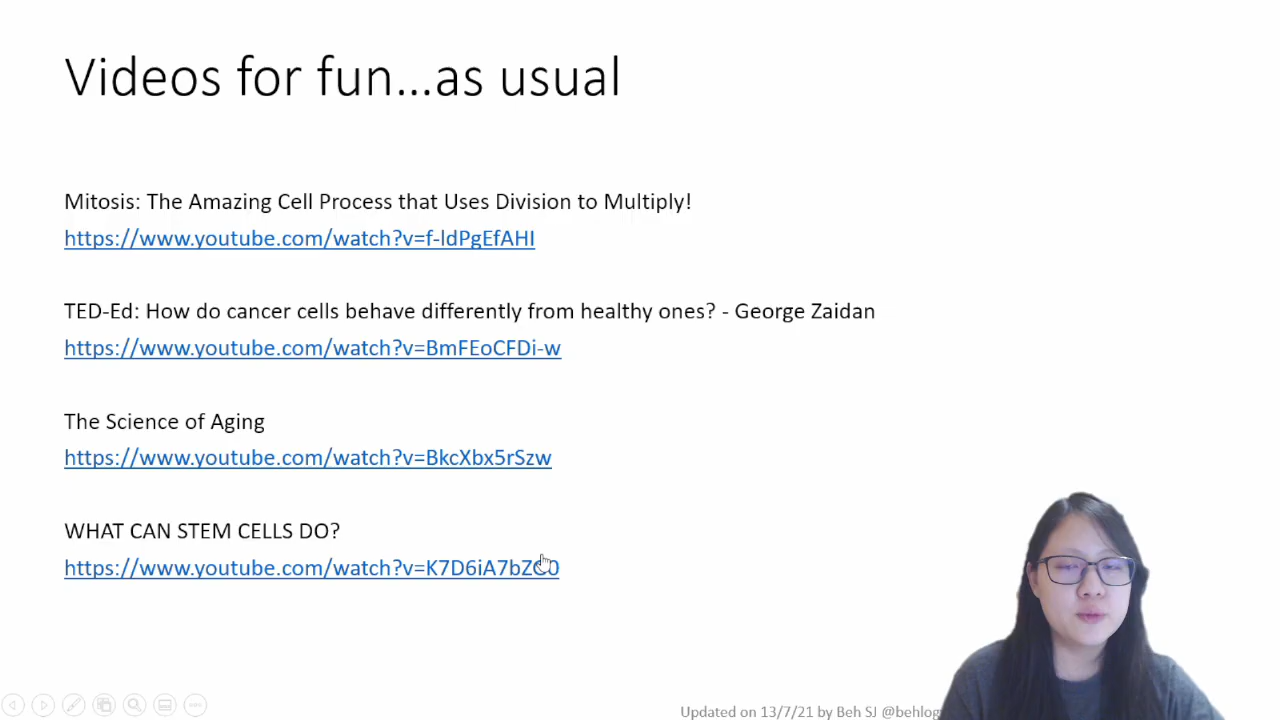 Videos for fun...as usual
Mitosis: The Amazing Cell Process that Uses Division to Multiply!
https://www.youtube.com/watch?v=f-ldPgEfAHI
TED-Ed: How do cancer cells behave differently from healthy ones? - George Zaidan
https://www.youtube.com/watch?v=BmFEoCFDi-w
The Science of Aging
https://www.youtube.com/watch?v=BkcXbx5rSzw
WHAT CAN STEM CELLS DO?
Updated on 13/7/21 by Beh SJ